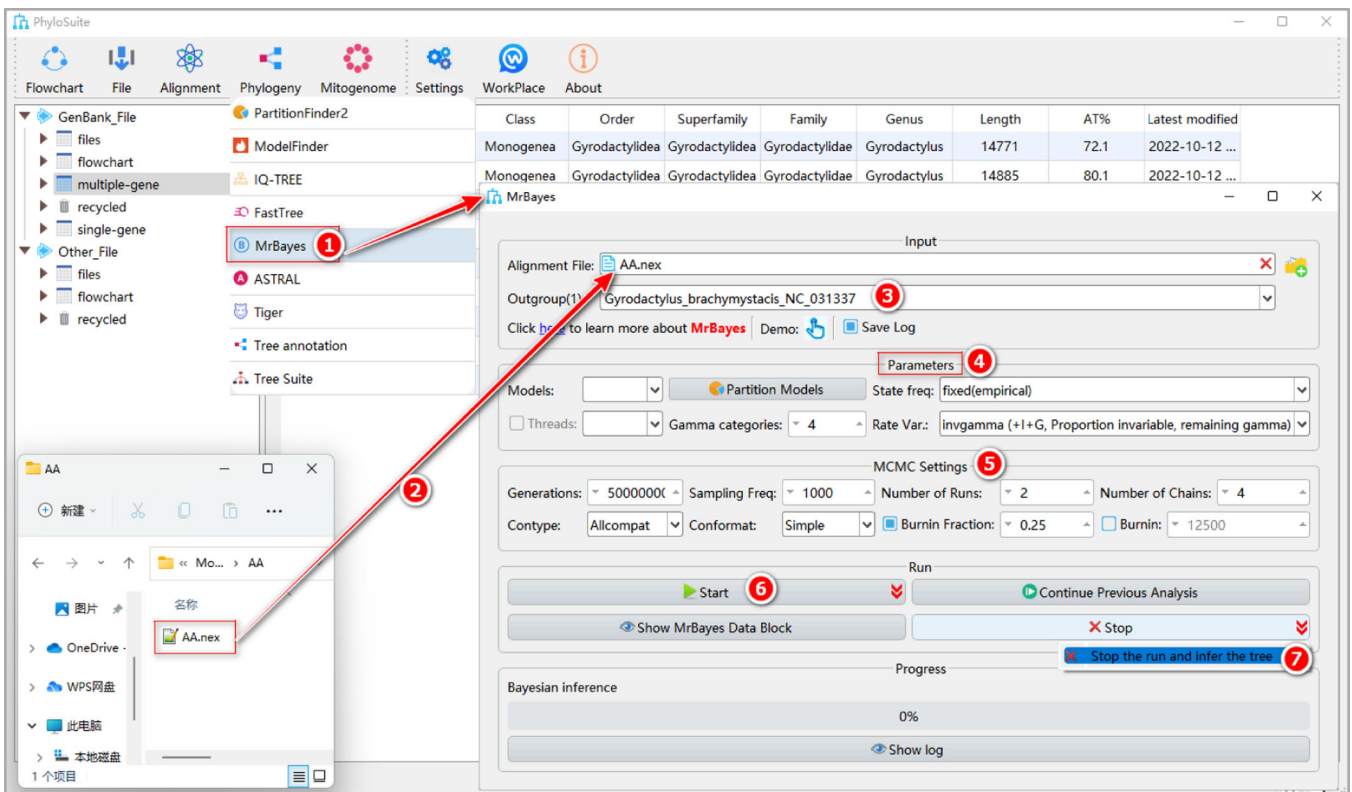 PhyloSuite
Flowchart File Alignment Phylogeny Mitogenome Settings WorkPlace About
GenBank_File
files
flowchart
multiple-gene
recycled
single-gene
Other_File
files
flowchart
recycled
PartitionFinder2
ModelFinder
IQ-TREE
FastTree
MrBayes 1
ASTRAL
Tiger
Tree annotation
Tree Suite
Class Order Superfamily Family Genus Length AT% Latest modified
Monogenea Gyrodactylidea Gyrodactylidea Gyrodactylidae Gyrodactylus 14771 72.1 2022-10-12 ...
Monogenea Gyrodactylidea Gyrodactylidea Gyrodactylidae Gyrodactylus 14885 80.1 2022-10-12 ...
MrBayes
Input
Alignment File: AA.nex
Outgroup(1) Gyrodactylus_brachymystacis_NC_031337 3
Click here to learn more about MrBayes Demo: Save Log
Parameters 4
Models: Partition Models State freq: fixed(empirical)
Threads: Gamma categories: 4 Rate Var.: invgamma (+I+G, Proportion invariable, remaining gamma)
MCMC Settings 5
Generations: 5000000( Sampling Freq: 1000 Number of Runs: 2 Number of Chains: 4
Contype: Allcompat Conformat: Simple Burnin Fraction: 0.25 Burnin: 12500
Run
Start 6 Continue Previous Analysis
Show MrBayes Data Block Stop
Stop the run and infer the tree 7
Progress
Bayesian inference
0%
Show log
2
AA
新建 ...
« Mo... › AA
图片
OneDrive -
WPS网盘
此电脑
本地磁盘
名称
AA.nex
1 个项目